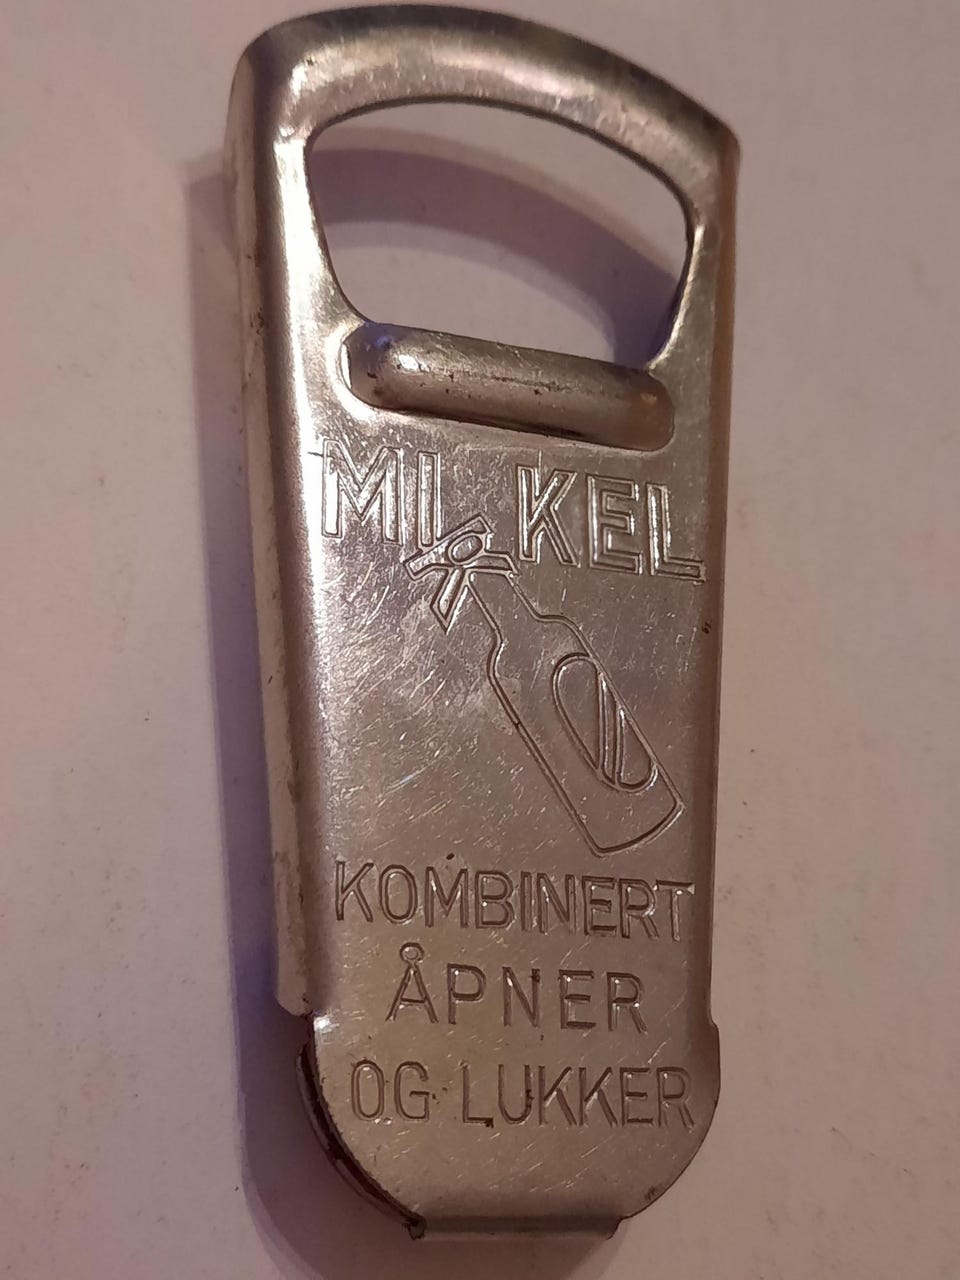 MIKKEL
KOMBINERT
ÅPNER
OG LUKKER